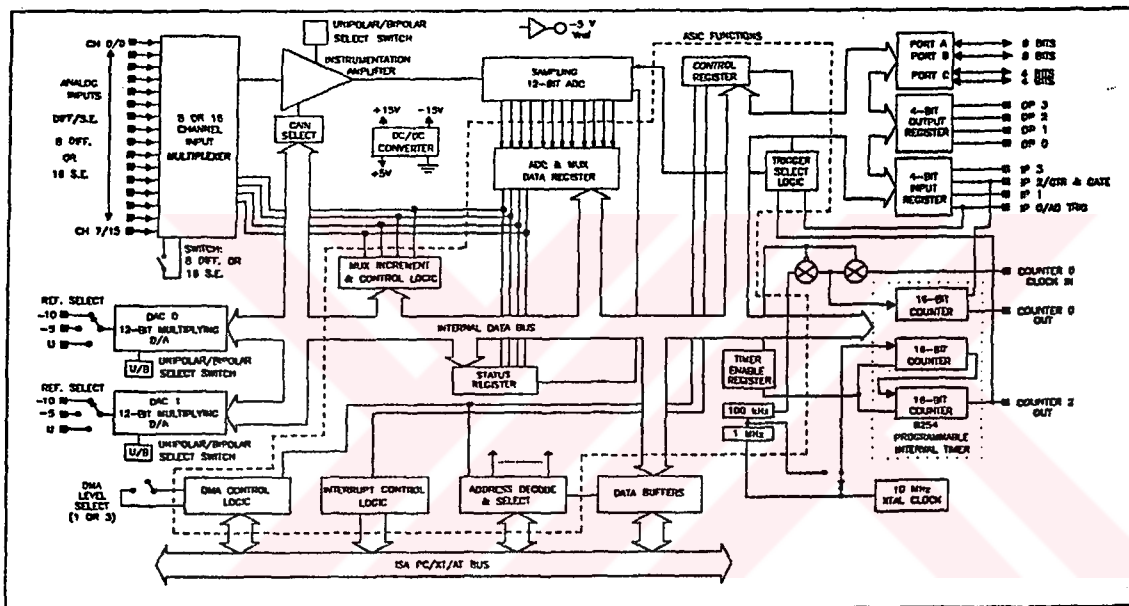 CH 0/0
ANALOG
INPUTS
DIFF/S.E.
8 DIFF.
OR
16 S.E.
CH 7/15
8 OR 16
CHANNEL
INPUT
MULTIPLEXER
SWITCH:
8 DIFF. OR
16 S.E.
UNIPOLAR/BIPOLAR
SELECT SWITCH
INSTRUMENTATION
AMPLIFIER
GAIN
SELECT
+15V
-15V
DC/DC
CONVERTER
+5V
-5 V
Vref
SAMPLING
12-BIT ADC
ADC & MUX
DATA REGISTER
MUX INCREMENT
& CONTROL LOGIC
ASIC FUNCTIONS
CONTROL
REGISTER
TRIGGER
SELECT
LOGIC
PORT A
PORT B
PORT C
8 BITS
8 BITS
4 BITS
4 BITS
4-BIT
OUTPUT
REGISTER
OP 3
OP 2
OP 1
OP 0
4-BIT
INPUT
REGISTER
IP 3
IP 2/CTR 0 GATE
IP 1
IP 0/AD TRIG
COUNTER 0
CLOCK IN
16-BIT
COUNTER
COUNTER 0
OUT
16-BIT
COUNTER
16-BIT
COUNTER
COUNTER 2
OUT
8254
PROGRAMMABLE
INTERVAL TIMER
REF. SELECT
-10
-5
U
DAC 0
12-BIT MULTIPLYING
D/A
U/B
UNIPOLAR/BIPOLAR
SELECT SWITCH
INTERNAL DATA BUS
STATUS
REGISTER
TIMER
ENABLE
REGISTER
100 kHz
1 MHz
10 MHz
XTAL CLOCK
REF. SELECT
-10
-5
U
DAC 1
12-BIT MULTIPLYING
D/A
U/B
UNIPOLAR/BIPOLAR
SELECT SWITCH
DMA
LEVEL
SELECT
(1 OR 3)
DMA CONTROL
LOGIC
INTERRUPT CONTROL
LOGIC
ADDRESS DECODE
& SELECT
DATA BUFFERS
ISA PC/XT/AT BUS